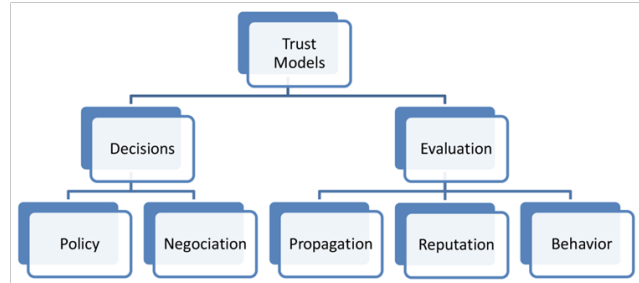 Trust
Models
Decisions
Evaluation
Policy
Negociation
Propagation
Reputation
Behavior